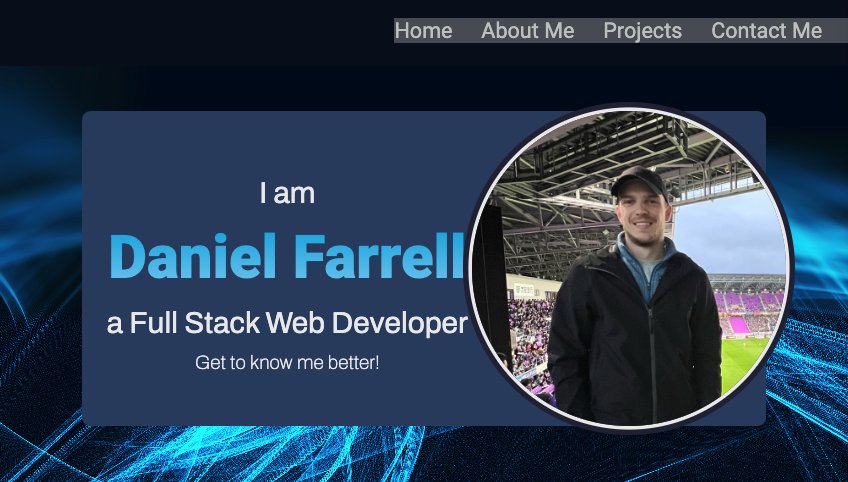 Home About Me Projects Contact Me
I am
Daniel Farrell
a Full Stack Web Developer
Get to know me better!